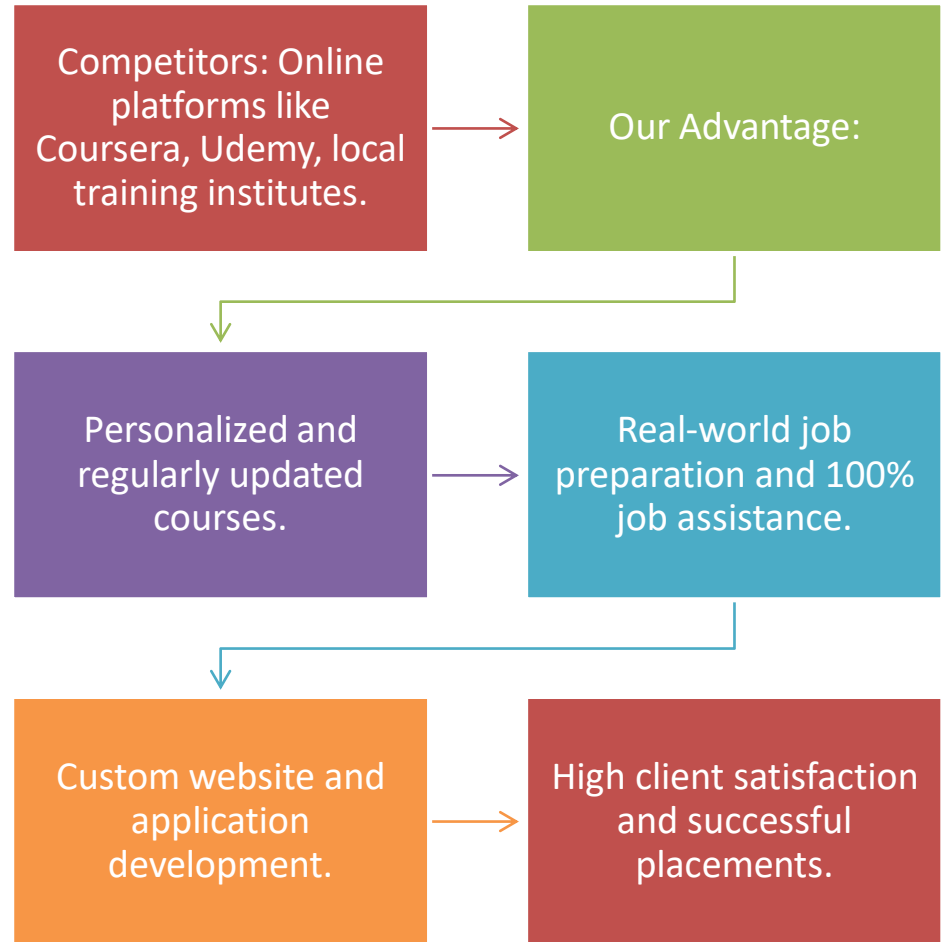 Competitors: Online
platforms like
Coursera, Udemy, local
training institutes.
Our Advantage:
Personalized and
regularly updated
courses.
Real-world job
preparation and 100%
job assistance.
Custom website and
application
development.
High client satisfaction
and successful
placements.